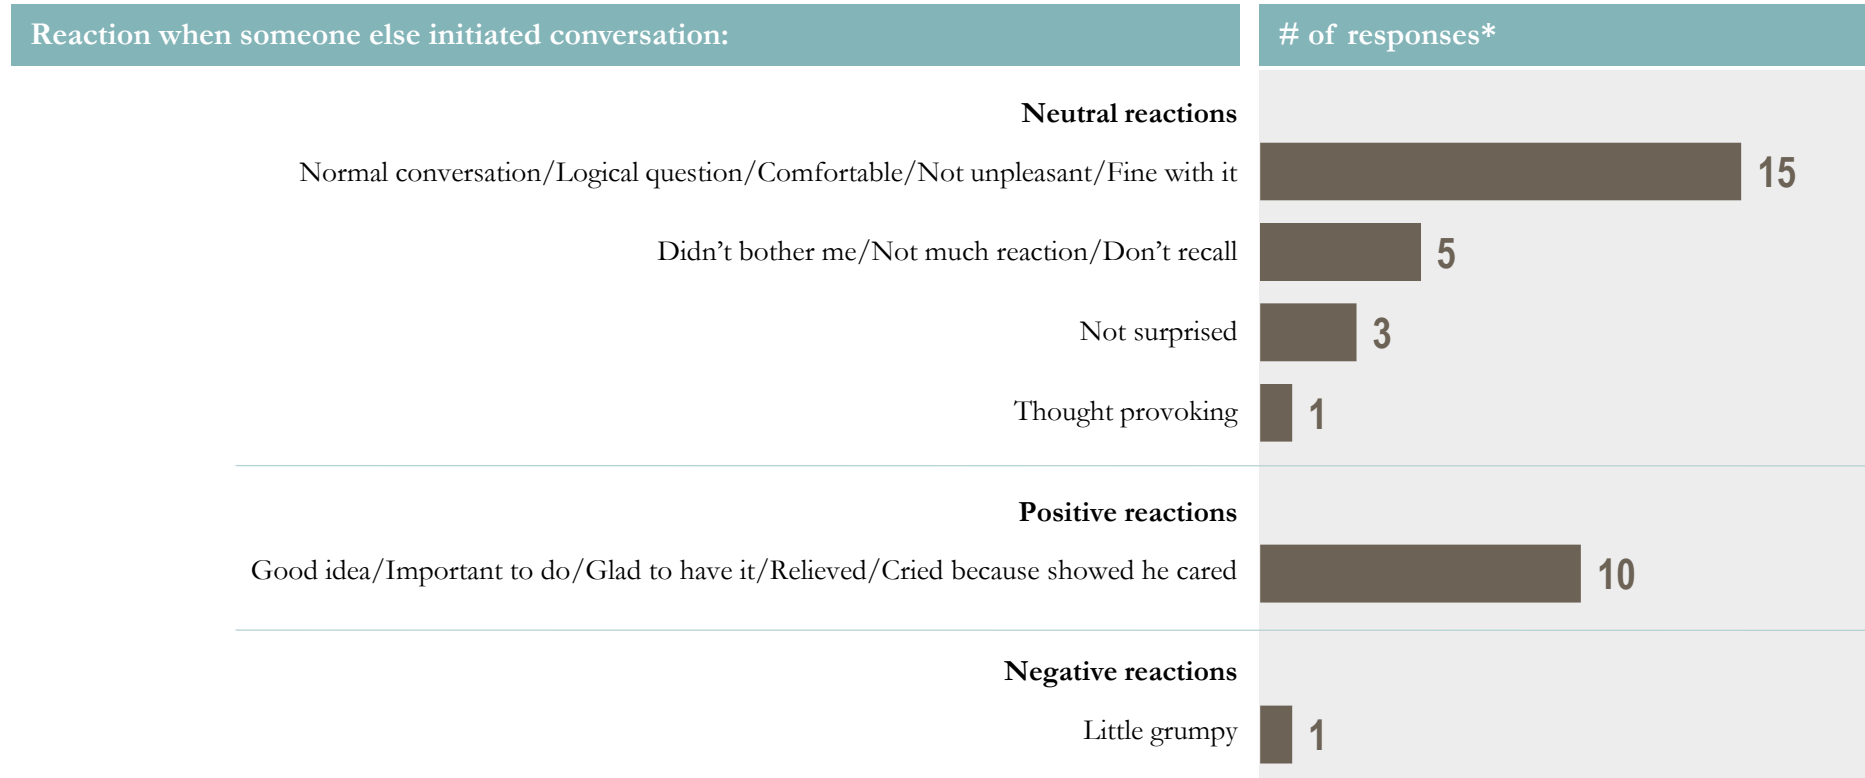 Reaction when someone else initiated conversation:
# of responses*
Neutral reactions
Normal conversation/Logical question/Comfortable/Not unpleasant/Fine with it
15
Didn’t bother me/Not much reaction/Don’t recall
5
Not surprised
3
Thought provoking
1
Positive reactions
Good idea/Important to do/Glad to have it/Relieved/Cried because showed he cared
10
Negative reactions
Little grumpy
1